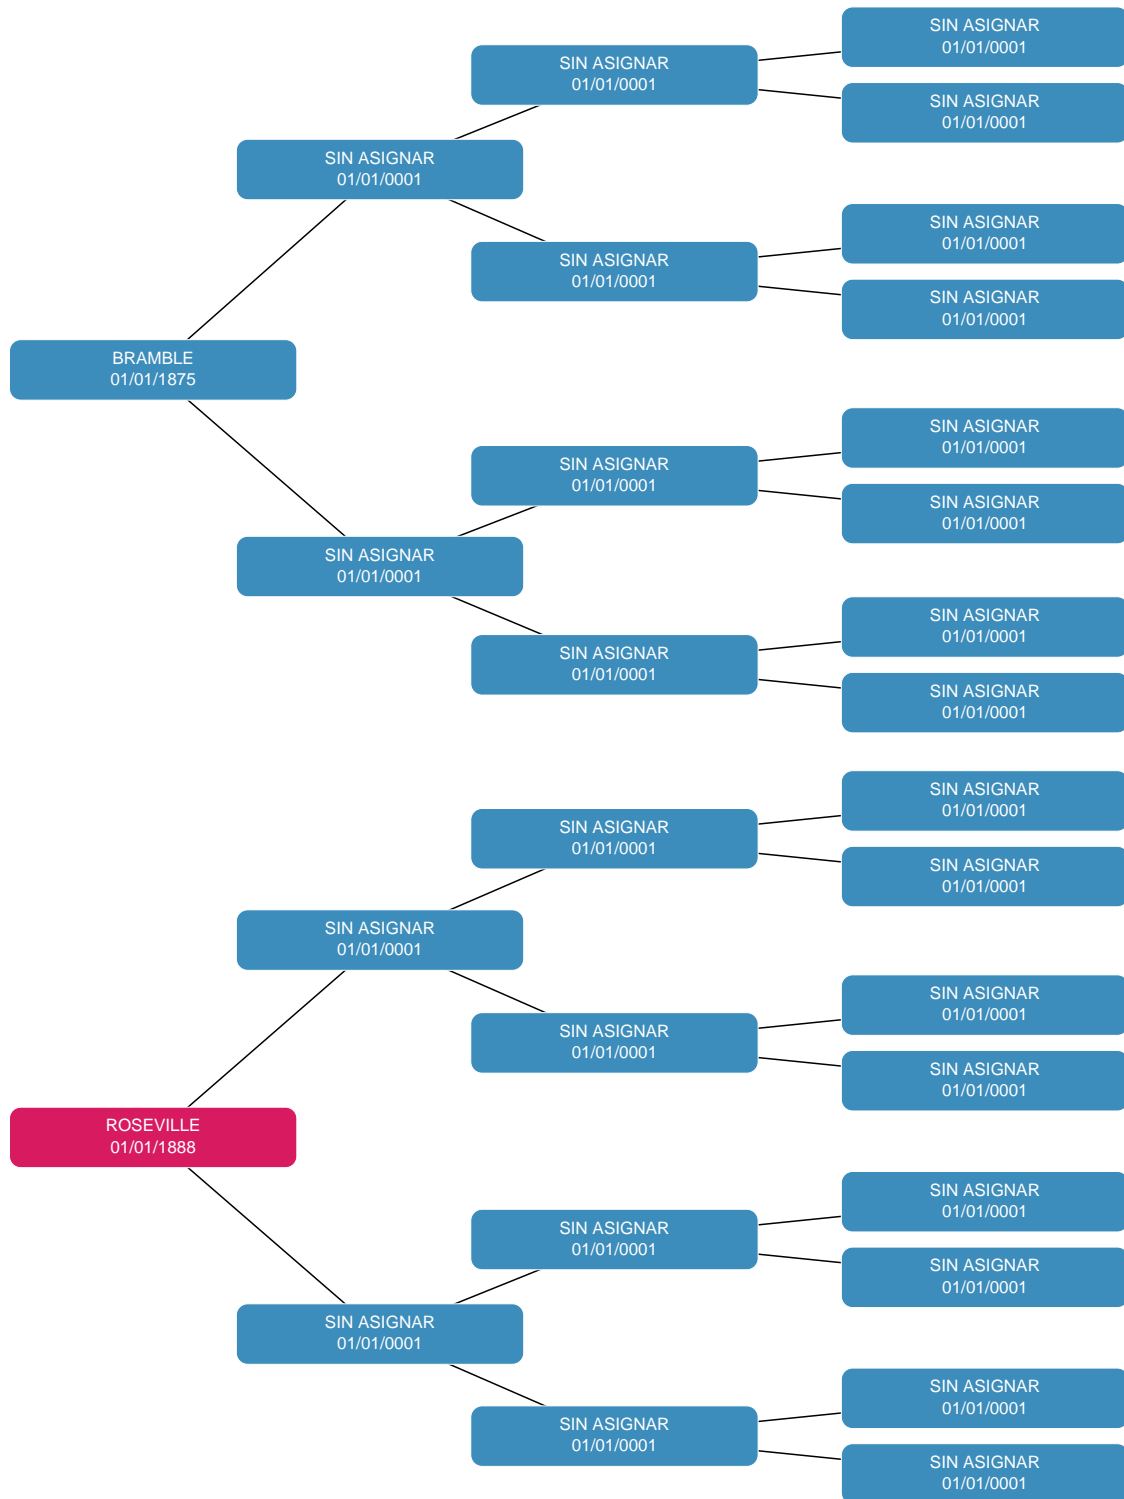 SIN ASIGNAR
01/01/0001
SIN ASIGNAR
01/01/0001
SIN ASIGNAR
01/01/0001
SIN ASIGNAR
01/01/0001
SIN ASIGNAR
01/01/0001
SIN ASIGNAR
01/01/0001
SIN ASIGNAR
01/01/0001
BRAMBLE
01/01/1875
SIN ASIGNAR
01/01/0001
SIN ASIGNAR
01/01/0001
SIN ASIGNAR
01/01/0001
SIN ASIGNAR
01/01/0001
SIN ASIGNAR
01/01/0001
SIN ASIGNAR
01/01/0001
SIN ASIGNAR
01/01/0001
SIN ASIGNAR
01/01/0001
SIN ASIGNAR
01/01/0001
SIN ASIGNAR
01/01/0001
SIN ASIGNAR
01/01/0001
SIN ASIGNAR
01/01/0001
SIN ASIGNAR
01/01/0001
SIN ASIGNAR
01/01/0001
ROSEVILLE
01/01/1888
SIN ASIGNAR
01/01/0001
SIN ASIGNAR
01/01/0001
SIN ASIGNAR
01/01/0001
SIN ASIGNAR
01/01/0001
SIN ASIGNAR
01/01/0001
SIN ASIGNAR
01/01/0001
SIN ASIGNAR
01/01/0001